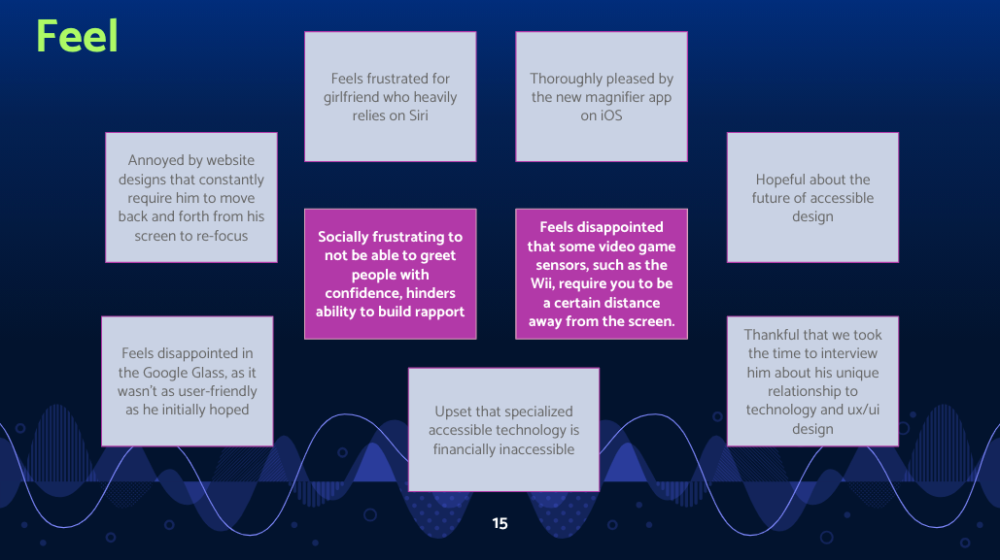 Feel
Feels frustrated for
girlfriend who heavily
relies on Siri
Thoroughly pleased by
the new magnifier app
on iOS
Annoyed by website
designs that constantly
require him to move
back and forth from his
screen to re-focus
Hopeful about the
future of accessible
design
Socially frustrating to
not be able to greet
people with
confidence, hinders
ability to build rapport
Feels disappointed
that some video game
sensors, such as the
Wii, require you to be
a certain distance
away from the screen.
Feels disappointed in
the Google Glass, as it
wasn't as user-friendly
as he initially hoped
Thankful that we took
the time to interview
him about his unique
relationship to
technology and ux/ui
design
Upset that specialized
accessible technology is
financially inaccessible
15